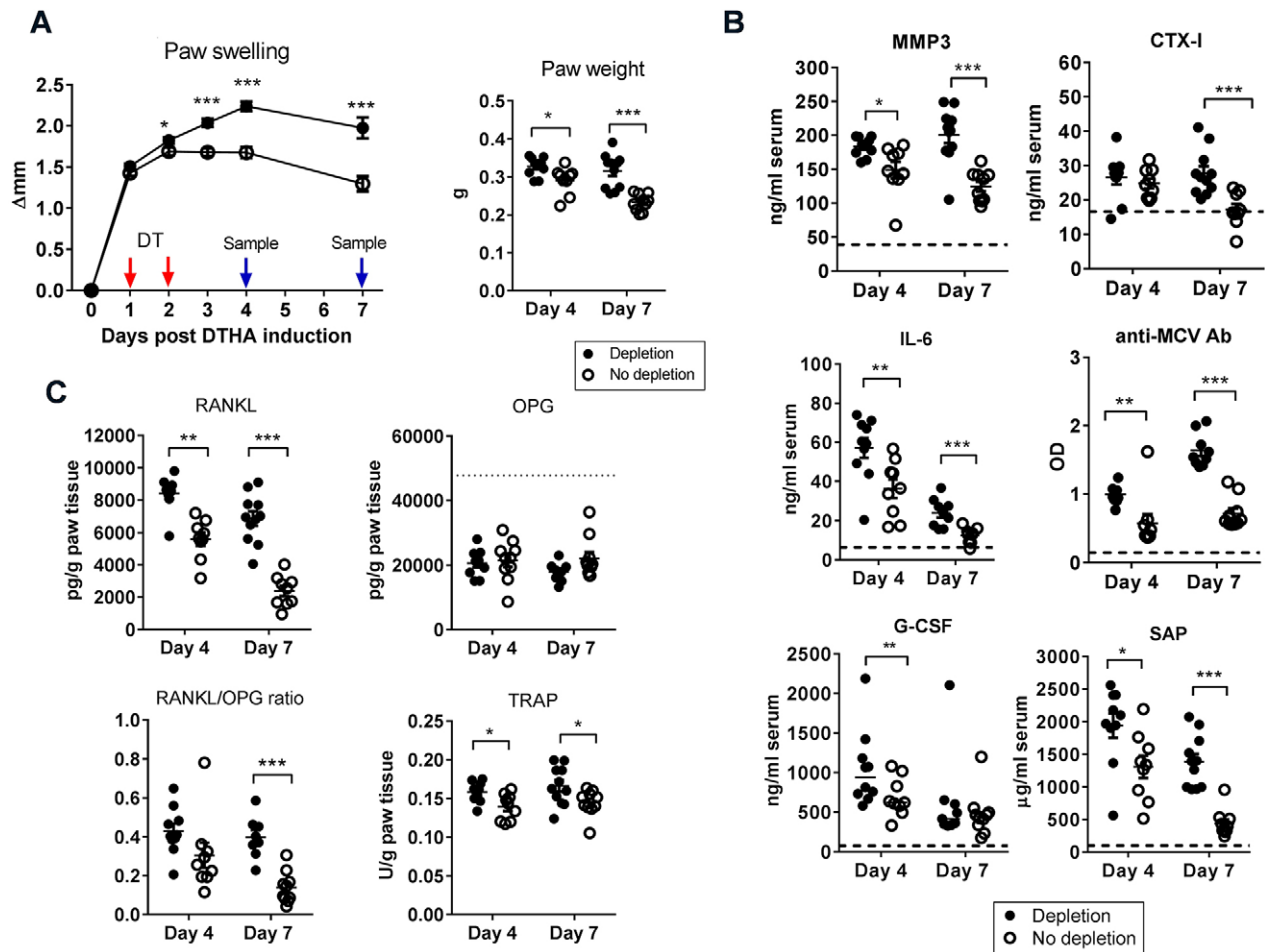 A
Paw swelling
Δmm
2.5
2.0
1.5
1.0
0.5
0.0
*
***
***
***
DT
Sample
Sample
0 1 2 3 4 5 6 7
Days post DTHA induction
Paw weight
g
0.5
0.4
0.3
0.2
0.1
0.0
*
***
Day 4 Day 7
Depletion
No depletion
B
MMP3
ng/ml serum
300
250
200
150
100
50
0
*
***
Day 4 Day 7
CTX-I
ng/ml serum
60
50
40
30
20
10
0
***
Day 4 Day 7
IL-6
ng/ml serum
100
80
60
40
20
0
**
***
Day 4 Day 7
anti-MCV Ab
OD
3
2
1
0
**
***
Day 4 Day 7
G-CSF
ng/ml serum
2500
2000
1500
1000
500
0
**
Day 4 Day 7
SAP
µg/ml serum
3000
2500
2000
1500
1000
500
0
*
***
Day 4 Day 7
Depletion
No depletion
C
RANKL
pg/g paw tissue
12000
10000
8000
6000
4000
2000
0
**
***
Day 4 Day 7
OPG
pg/g paw tissue
60000
40000
20000
0
Day 4 Day 7
RANKL/OPG ratio
1.0
0.8
0.6
0.4
0.2
0.0
***
Day 4 Day 7
TRAP
U/g paw tissue
0.25
0.20
0.15
0.10
0.05
0.00
*
*
Day 4 Day 7